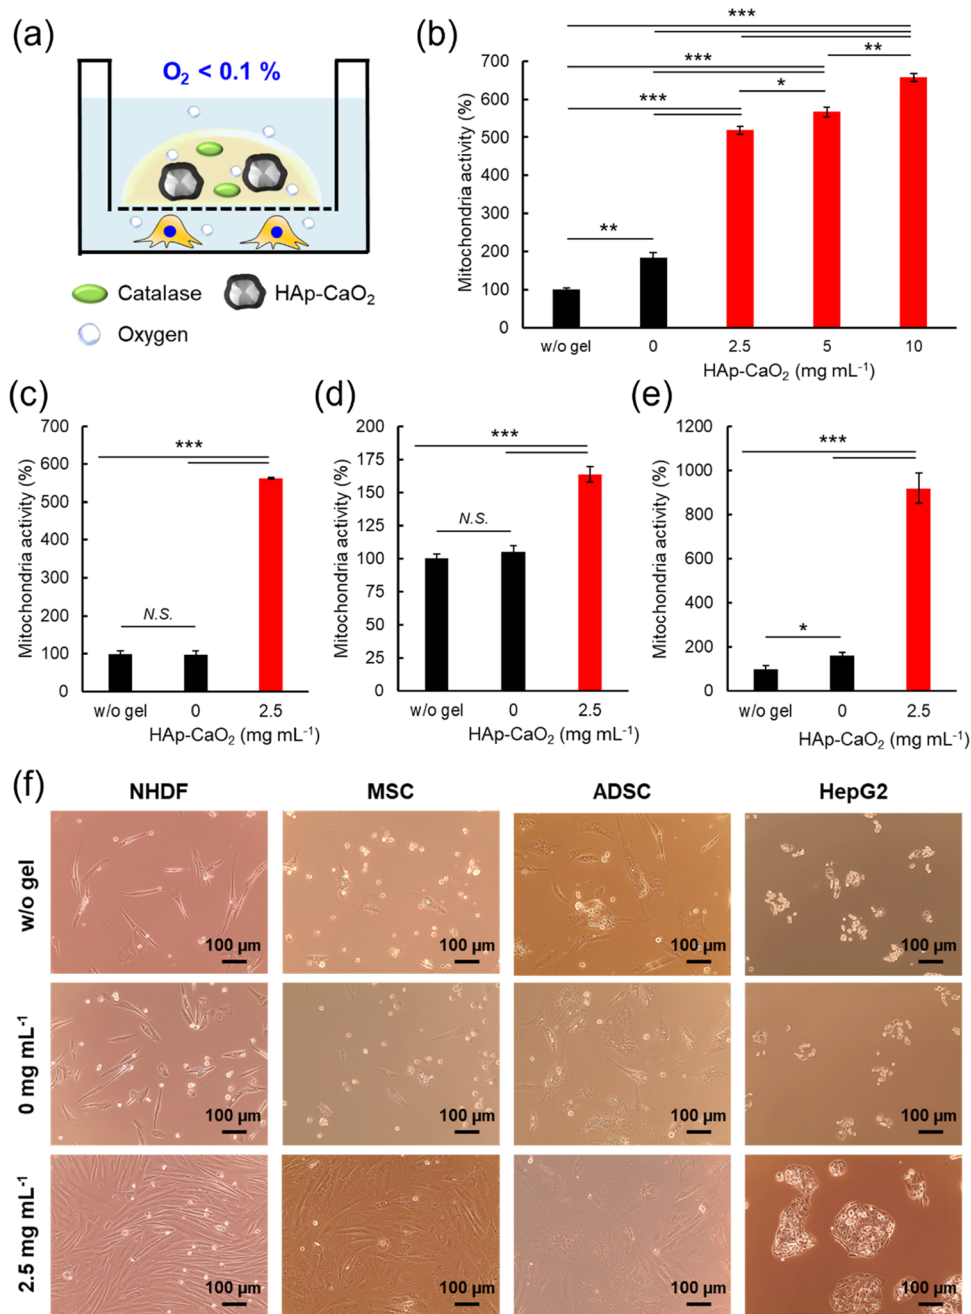 (a)
O₂ < 0.1 %
Catalase
HAp-CaO₂
Oxygen
(b)
Mitochondria activity (%)
700
600
500
400
300
200
100
0
***
***
**
***
*
**
w/o gel
0
2.5
5
10
HAp-CaO₂ (mg mL⁻¹)
(c)
Mitochondria activity (%)
700
600
500
400
300
200
100
0
***
N.S.
w/o gel
0
2.5
HAp-CaO₂ (mg mL⁻¹)
(d)
Mitochondria activity (%)
200
175
150
125
100
75
50
25
0
***
N.S.
w/o gel
0
2.5
HAp-CaO₂ (mg mL⁻¹)
(e)
Mitochondria activity (%)
1200
1000
800
600
400
200
0
***
*
w/o gel
0
2.5
HAp-CaO₂ (mg mL⁻¹)
(f)
NHDF
MSC
ADSC
HepG2
w/o gel
100 µm
100 µm
100 µm
100 µm
0 mg mL⁻¹
100 µm
100 µm
100 µm
100 µm
2.5 mg mL⁻¹
100 µm
100 µm
100 µm
100 µm